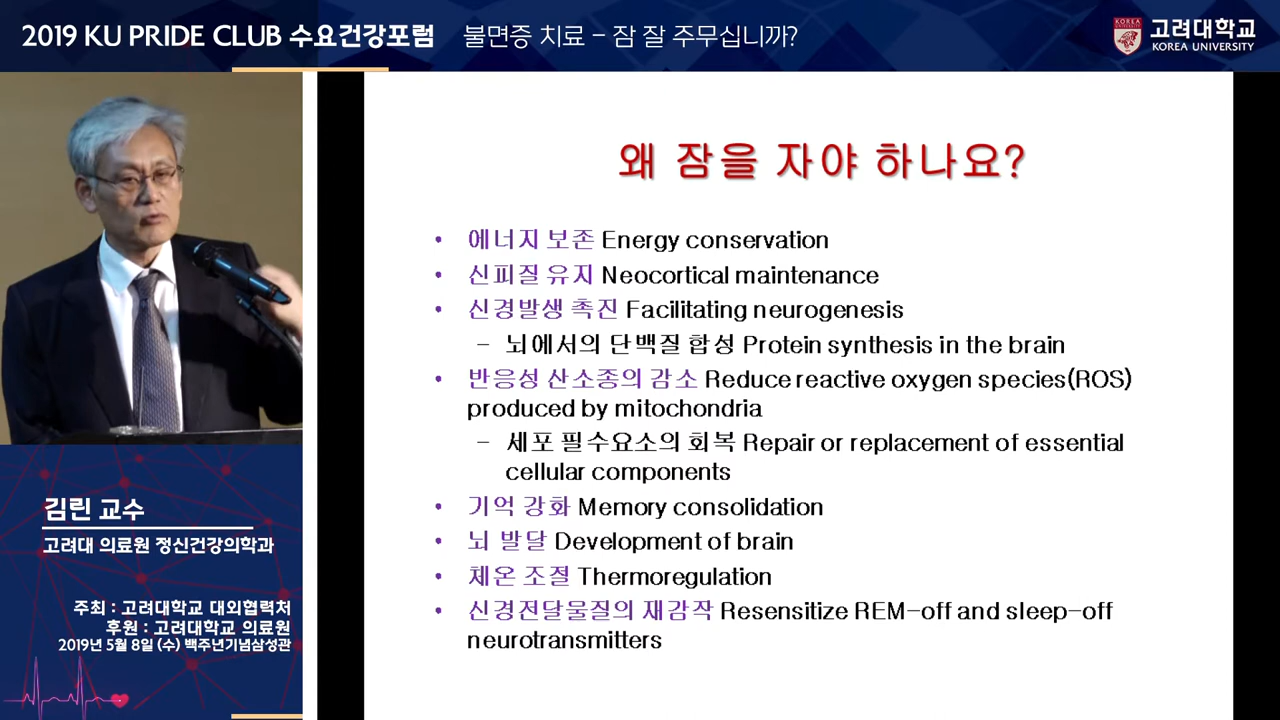 2019 KU PRIDE CLUB 수요건강포럼 불면증 치료 - 잠 잘 주무십니까?
KOREA
고려대학교
KOREA UNIVERSITY
왜 잠을 자야 하나요?
• 에너지 보존 Energy conservation
• 신피질 유지 Neocortical maintenance
• 신경발생 촉진 Facilitating neurogenesis
– 뇌에서의 단백질 합성 Protein synthesis in the brain
• 반응성 산소종의 감소 Reduce reactive oxygen species(ROS)
produced by mitochondria
– 세포 필수요소의 회복 Repair or replacement of essential
cellular components
• 기억 강화 Memory consolidation
• 뇌 발달 Development of brain
• 체온 조절 Thermoregulation
• 신경전달물질의 재감작 Resensitize REM-off and sleep-off
neurotransmitters
김린 교수
고려대 의료원 정신건강의학과
주최 : 고려대학교 대외협력처
후원 : 고려대학교 의료원
2019년 5월 8일 (수) 백주년기념삼성관